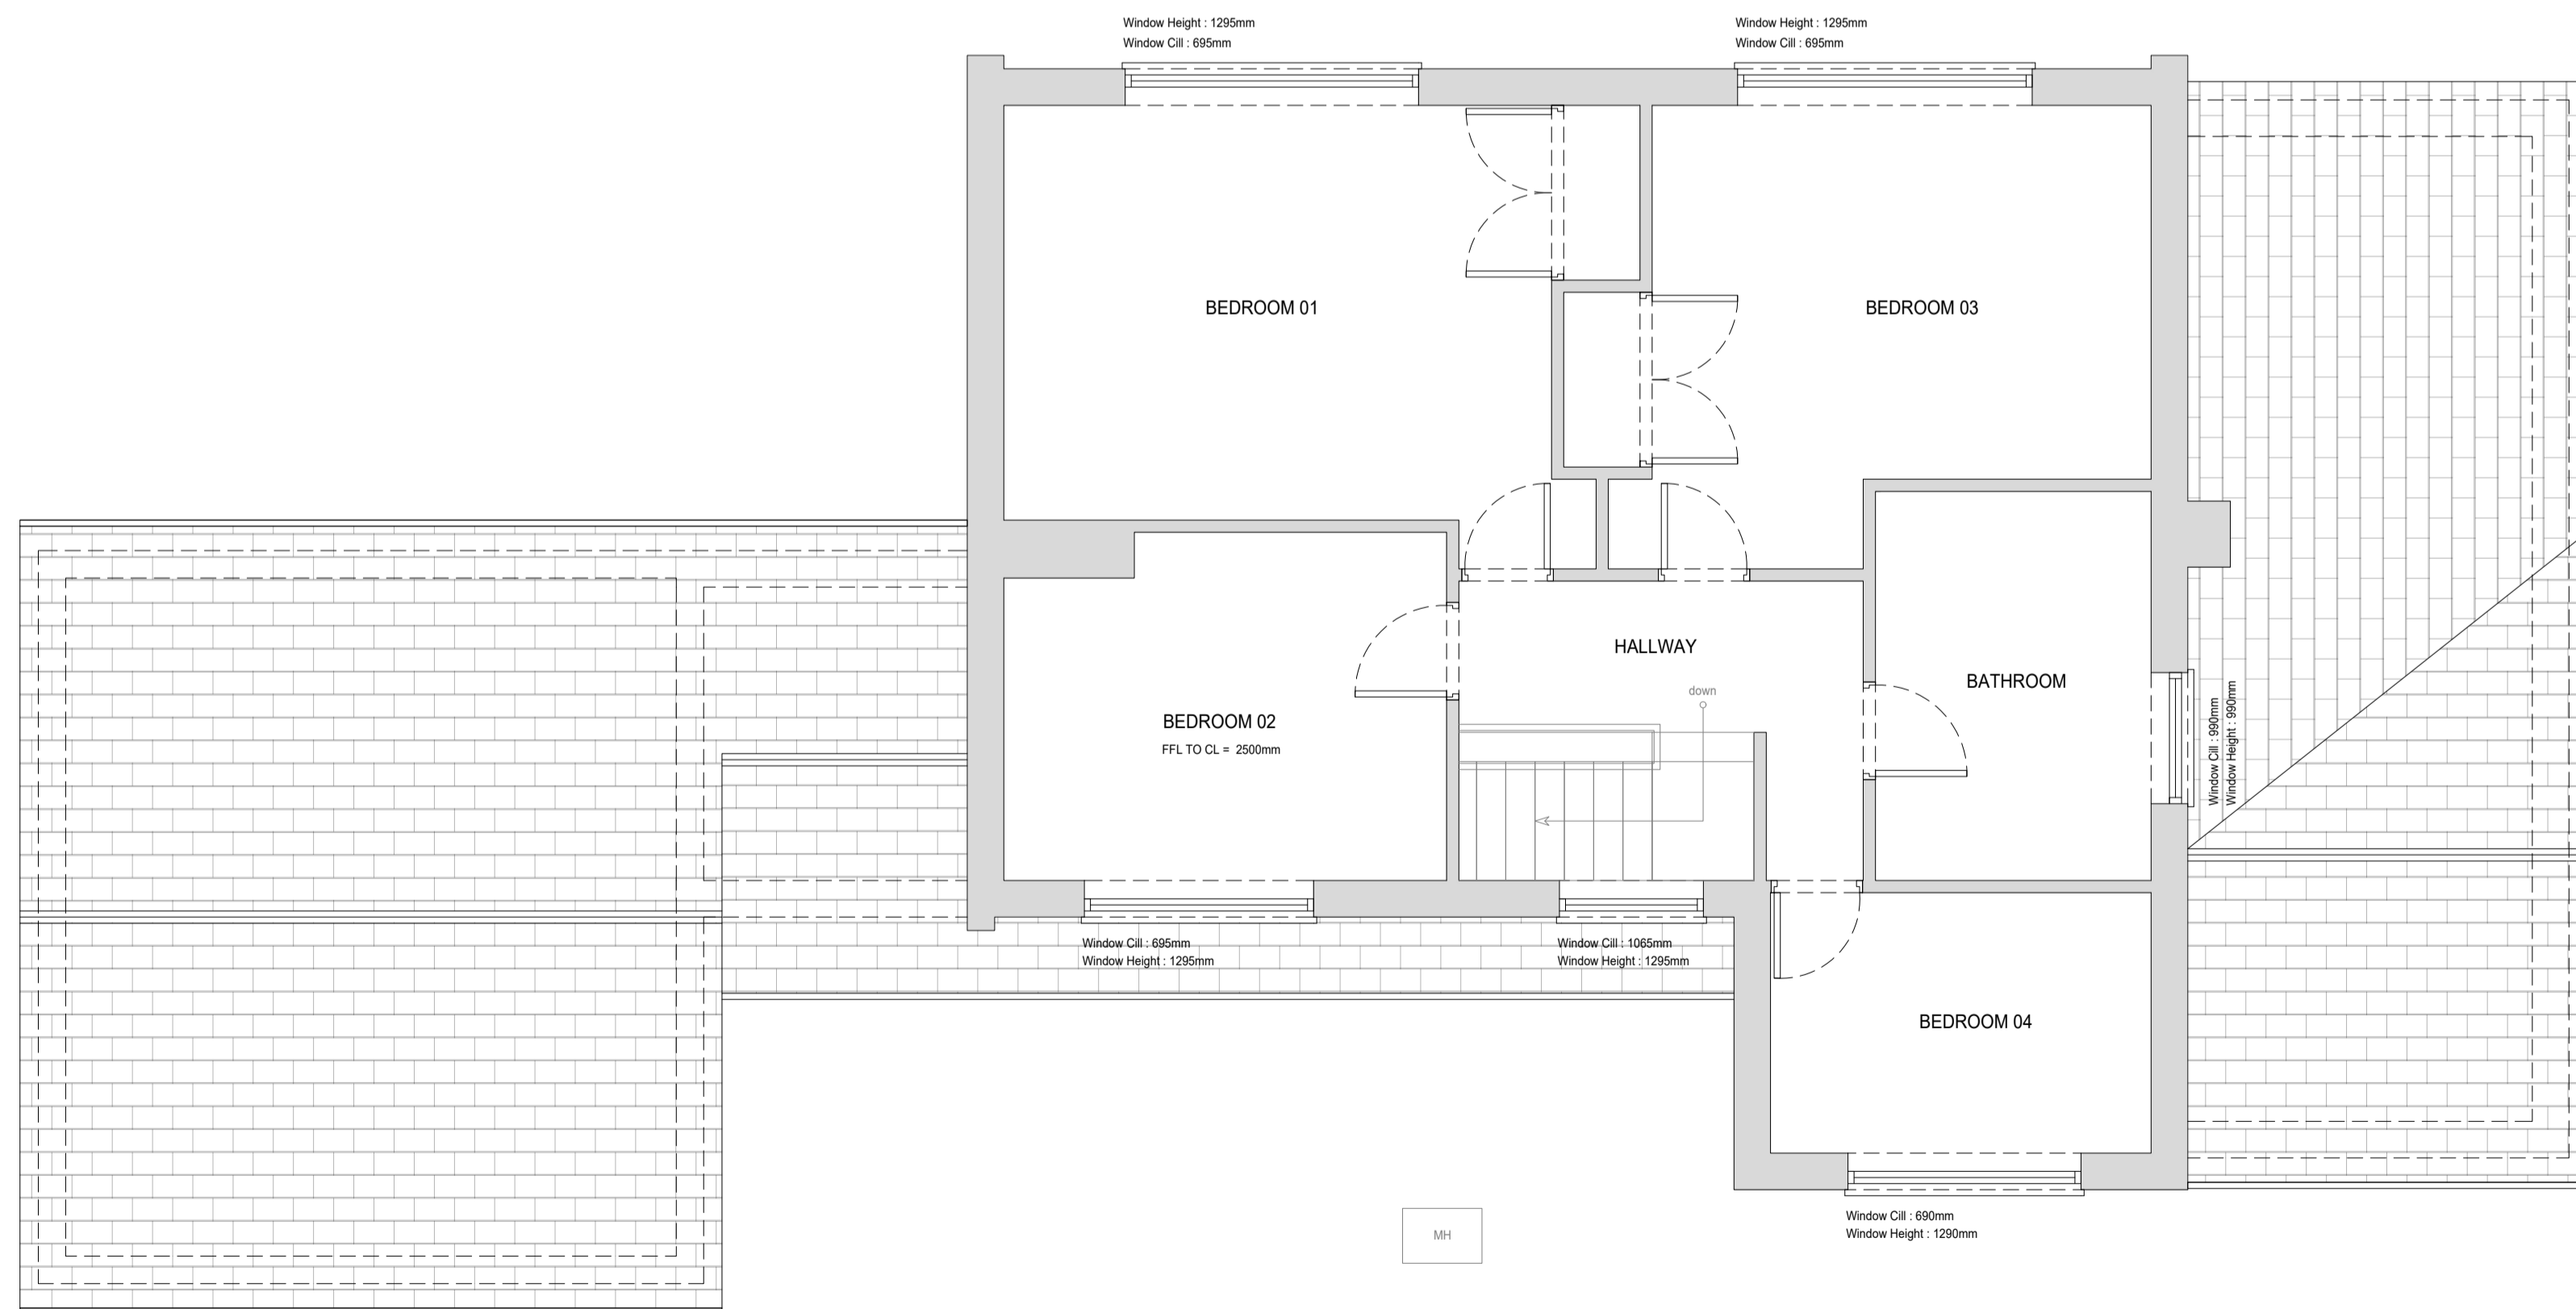 Window Height : 1295mm
Window Cill : 695mm
Window Height : 1295mm
Window Cill : 695mm
BEDROOM 01
BEDROOM 03
HALLWAY
down
BATHROOM
BEDROOM 02
FFL TO CL = 2500mm
Window Cill : 990mm
Window Height : 990mm
Window Cill : 695mm
Window Height : 1295mm
Window Cill : 1065mm
Window Height : 1295mm
BEDROOM 04
Window Cill : 690mm
Window Height : 1290mm
MH